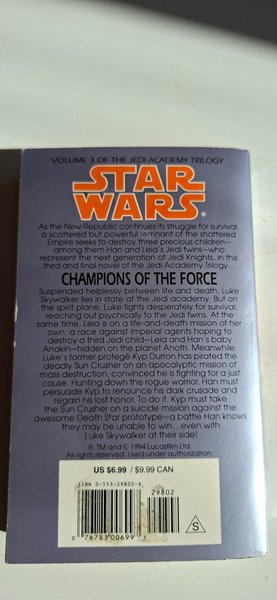 VOLUME 3 OF THE JEDI ACADEMY TRILOGY
STAR
WARS®
As the New Republic continues its struggle for survival,
a scattered but powerful remnant of the shattered
Empire seeks to destroy three precious children—
among them Han and Leia's Jedi twins—who
represent the next generation of Jedi Knights, in this
third and final novel of the Jedi Academy Trilogy...
CHAMPIONS OF THE FORCE
Suspended helplessly between life and death, Luke
Skywalker lies in state at the Jedi academy. But on
the spirit plane, Luke fights desperately for survival,
reaching out psychically to the Jedi twins. At the
same time, Leia is on a life-and-death mission of her
own, a race against Imperial agents hoping to
destroy a third Jedi child—Leia and Han's baby
Anakin—hidden on the planet Anoth. Meanwhile,
Luke's former protegé Kyp Durron has pirated the
deadly Sun Crusher on an apocalyptic mission of
mass destruction, convinced he is fighting for a just
cause. Hunting down the rogue warrior, Han must
persuade Kyp to renounce his dark crusade and
regain his lost honor. To do it, Kyp must take
the Sun Crusher on a suicide mission against the
awesome Death Star prototype—a battle Han knows
they may be unable to win...even with
Luke Skywalker at their side!
® TM and © 1994 Lucasfilm Ltd.
All rights reserved. Used under authorization.
US $6.99 / $9.99 CAN
ISBN 0-553-29802-X
29802
0 76783 00699
S